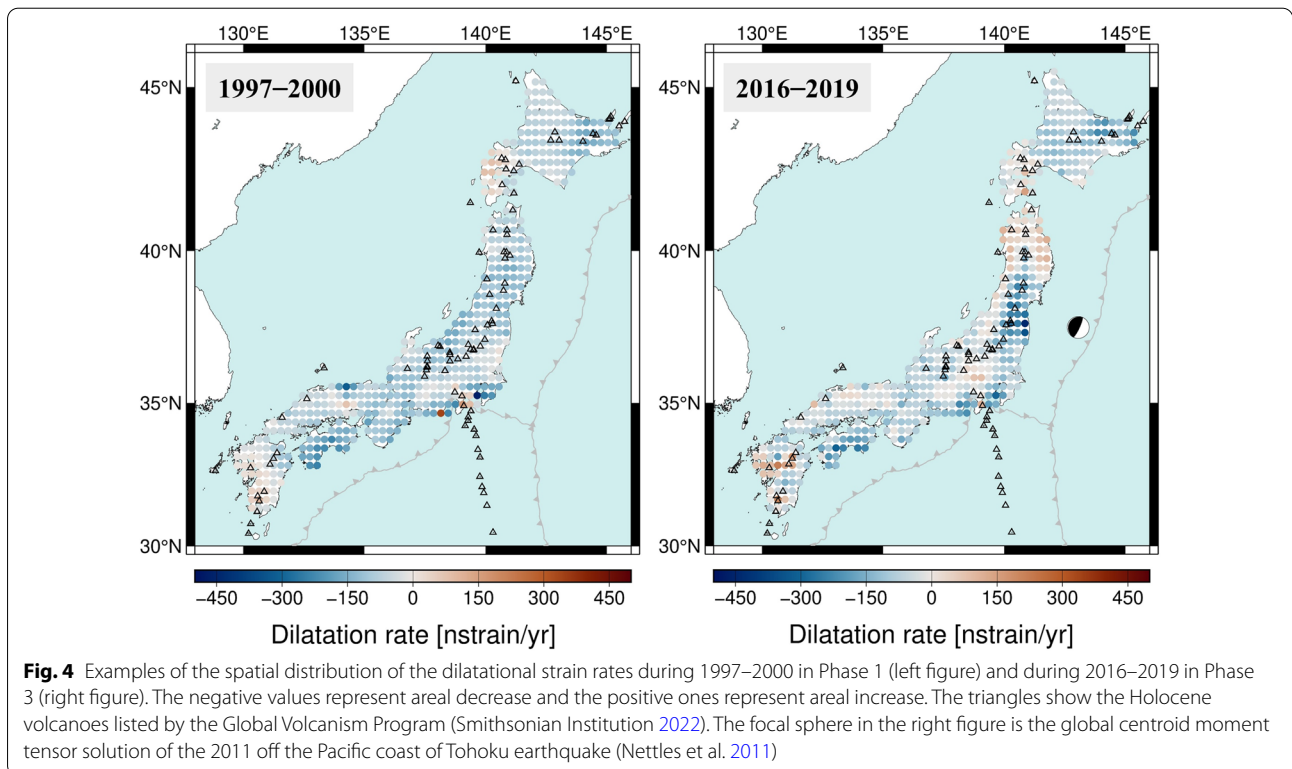 130°E 135°E 140°E 145°E
130°E 135°E 140°E 145°E
45°N
40°N
35°N
30°N
1997–2000
45°N
40°N
35°N
30°N
2016–2019
−450 −300 −150 0 150 300 450
Dilatation rate [nstrain/yr]
−450 −300 −150 0 150 300 450
Dilatation rate [nstrain/yr]
Fig. 4 Examples of the spatial distribution of the dilatational strain rates during 1997–2000 in Phase 1 (left figure) and during 2016–2019 in Phase
3 (right figure). The negative values represent areal decrease and the positive ones represent areal increase. The triangles show the Holocene
volcanoes listed by the Global Volcanism Program (Smithsonian Institution 2022). The focal sphere in the right figure is the global centroid moment
tensor solution of the 2011 off the Pacific coast of Tohoku earthquake (Nettles et al. 2011)